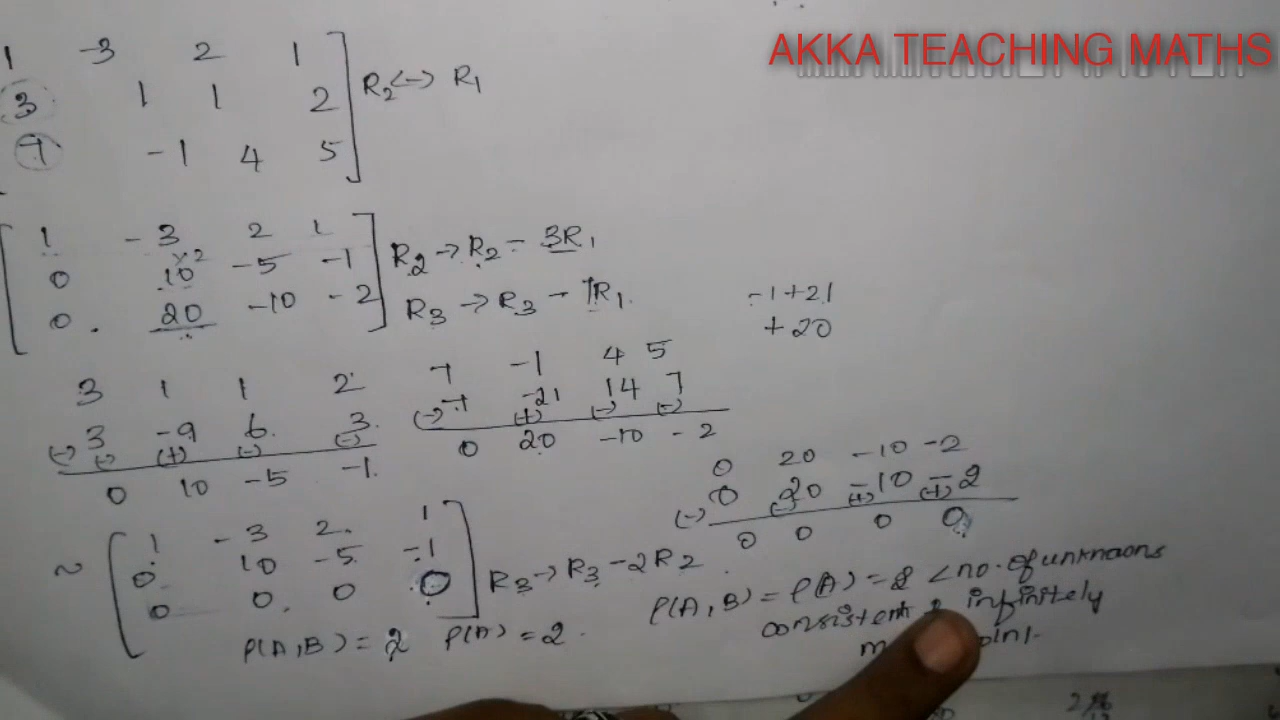 AKKA TEACHING MATHS
1 -3 2 1
3 1 1 2 R2 <-> R1
7 -1 4 5
1 -3 2 1
0 10 -5 -1 R2 -> R2 - 3R1
×2
0 20 -10 -2 R3 -> R3 - 7R1
-1+21
+20
3 1 1 2
(-) 3 -9 6 3
(-) (+) (-) (-)
0 10 -5 -1
7 -1 4 5
7 -21 14 7
(-) (+) (-) (-)
0 20 -10 -2
0 20 -10 -2
0 20 -10 -2
(-) (-) (+) (+)
0 0 0 0
~ 1 -3 2 1
0 10 -5 -1
0 0 0 0 R3 -> R3 - 2R2
ρ(A,B) = 2 ρ(A) = 2
ρ(A,B) = ρ(A) = 2 < no. of unknowns
consistent & infinitely